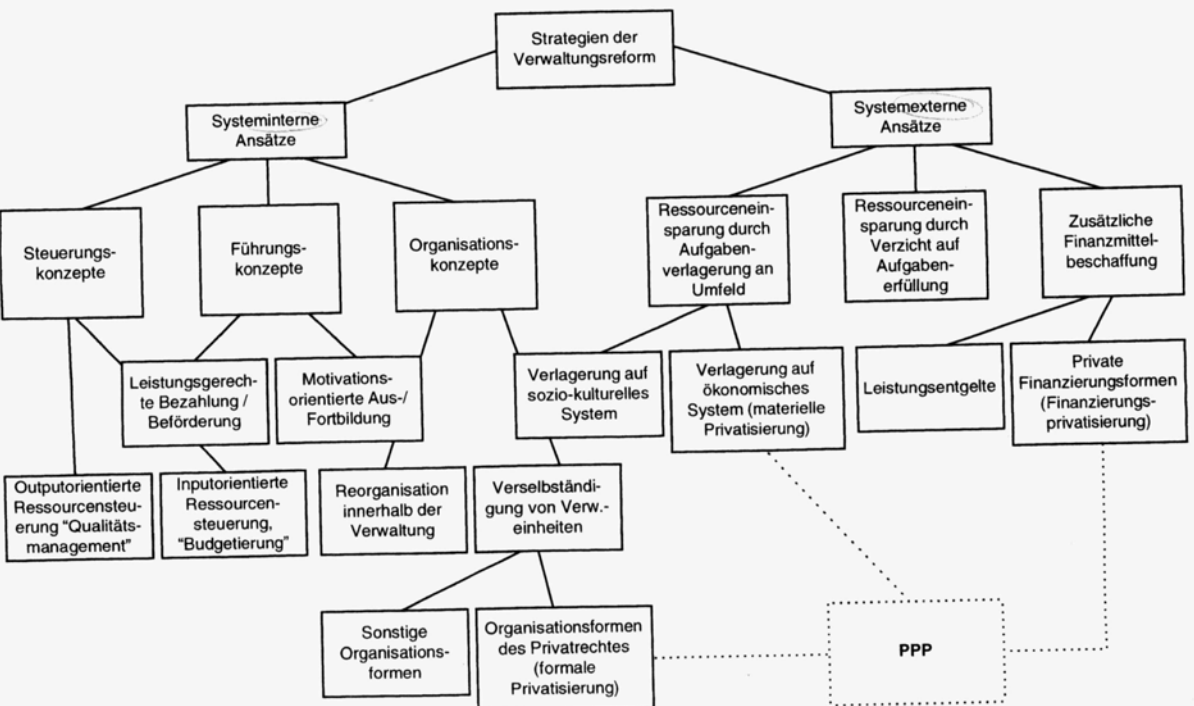 Strategien der
Verwaltungsreform
Systeminterne
Ansätze
Systemexterne
Ansätze
Steuerungs-
konzepte
Führungs-
konzepte
Organisations-
konzepte
Ressourcenein-
sparung durch
Aufgaben-
verlagerung an
Umfeld
Ressourcenein-
sparung durch
Verzicht auf
Aufgaben-
erfüllung
Zusätzliche
Finanzmittel-
beschaffung
Leistungsgerech-
te Bezahlung /
Beförderung
Motivations-
orientierte Aus-/
Fortbildung
Verlagerung auf
sozio-kulturelles
System
Verlagerung auf
ökonomisches
System (materielle
Privatisierung)
Leistungsentgelte
Private
Finanzierungsformen
(Finanzierungs-
privatisierung)
Outputorientierte
Ressourcensteu-
erung "Qualitäts-
management"
Inputorientierte
Ressourcen-
steuerung,
"Budgetierung"
Reorganisation
innerhalb der
Verwaltung
Verselbständi-
gung von Verw.-
einheiten
Sonstige
Organisations-
formen
Organisationsformen
des Privatrechtes
(formale
Privatisierung)
PPP